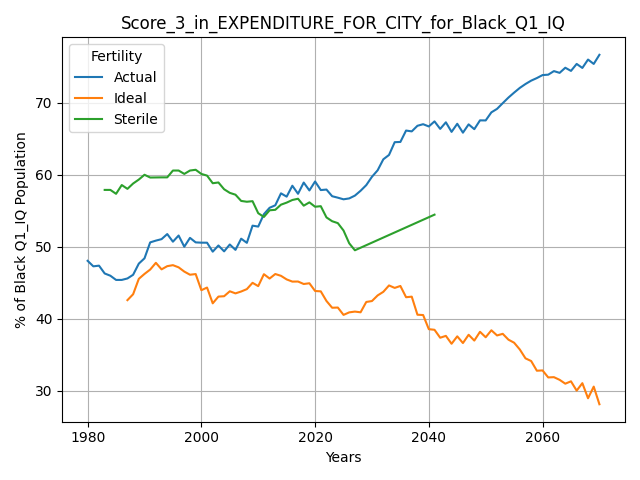 Score_3_in_EXPENDITURE_FOR_CITY_for_Black_Q1_IQ
Fertility
Actual
Ideal
Sterile
% of Black Q1_IQ Population
70
60
50
40
30
1980
2000
2020
2040
2060
Years